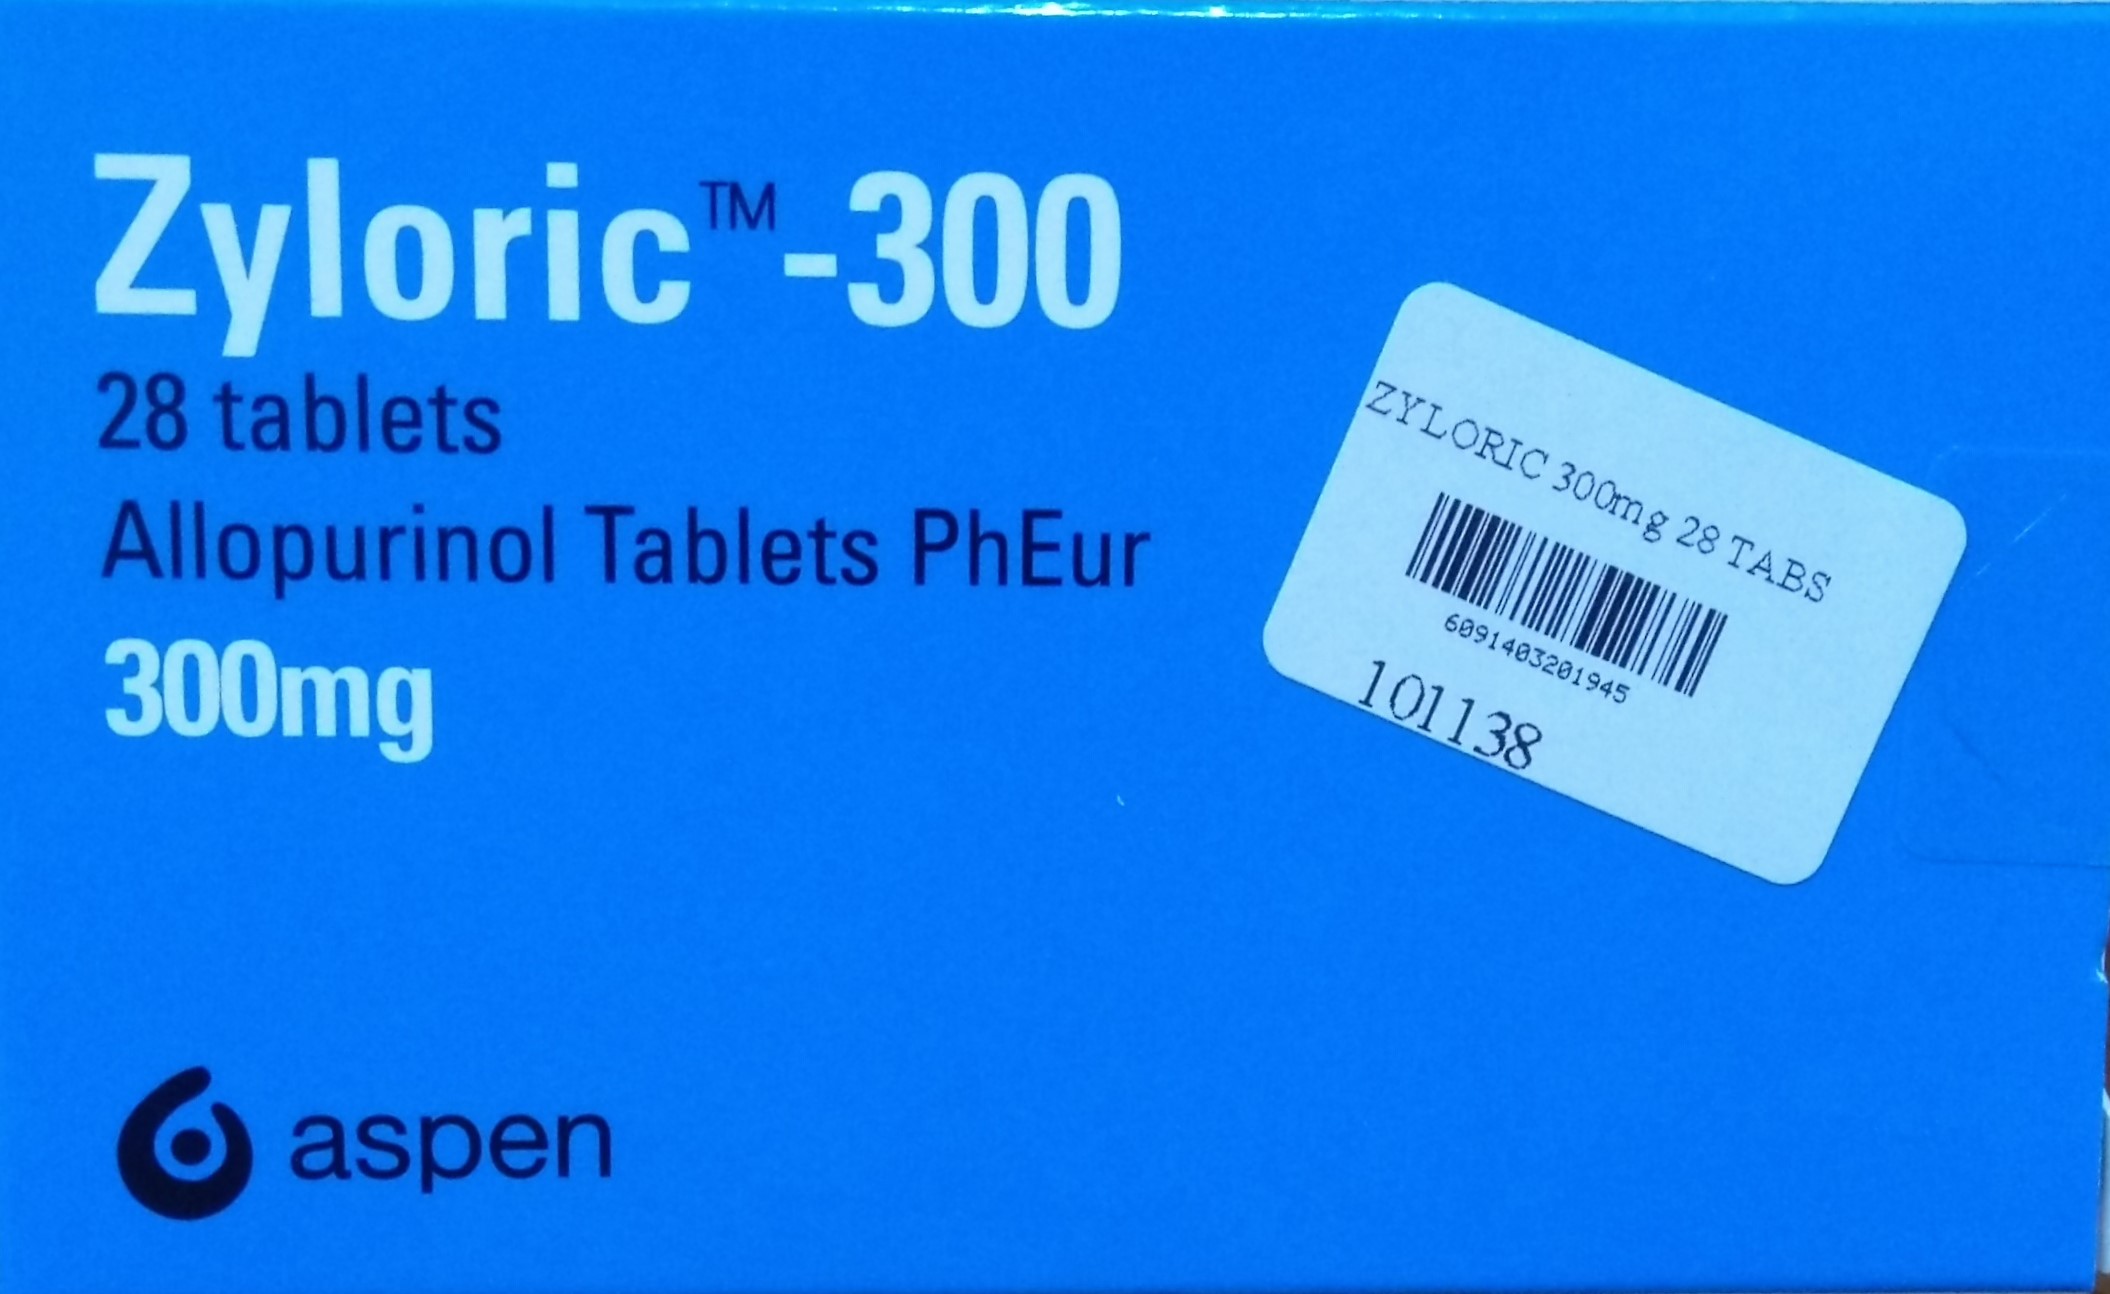 Zyloric™-300
28 tablets
Allopurinol Tablets PhEur
300mg
ZYLORIC 300mg 28 TABS
6091403201945
101138
aspen